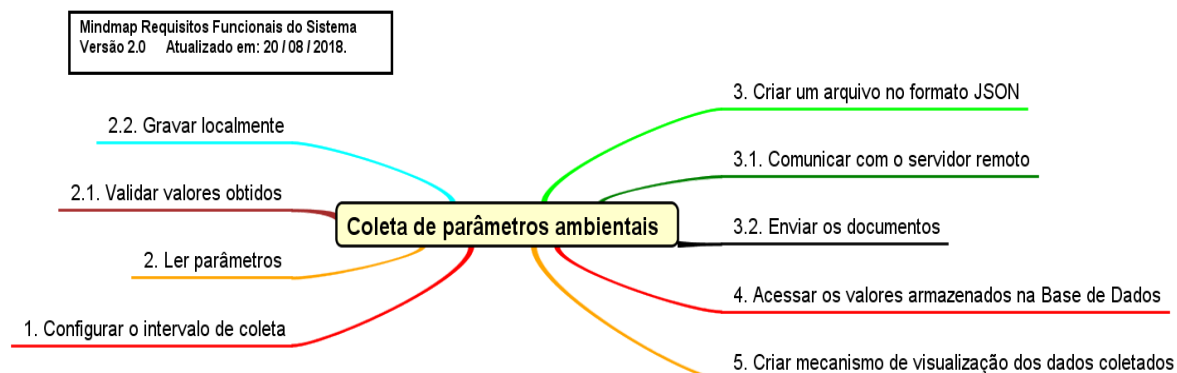 Mindmap Requisitos Funcionais do Sistema
Versão 2.0 Atualizado em: 20 / 08 / 2018.
2.2. Gravar localmente
2.1. Validar valores obtidos
2. Ler parâmetros
1. Configurar o intervalo de coleta
Coleta de parâmetros ambientais
3. Criar um arquivo no formato JSON
3.1. Comunicar com o servidor remoto
3.2. Enviar os documentos
4. Acessar os valores armazenados na Base de Dados
5. Criar mecanismo de visualização dos dados coletados